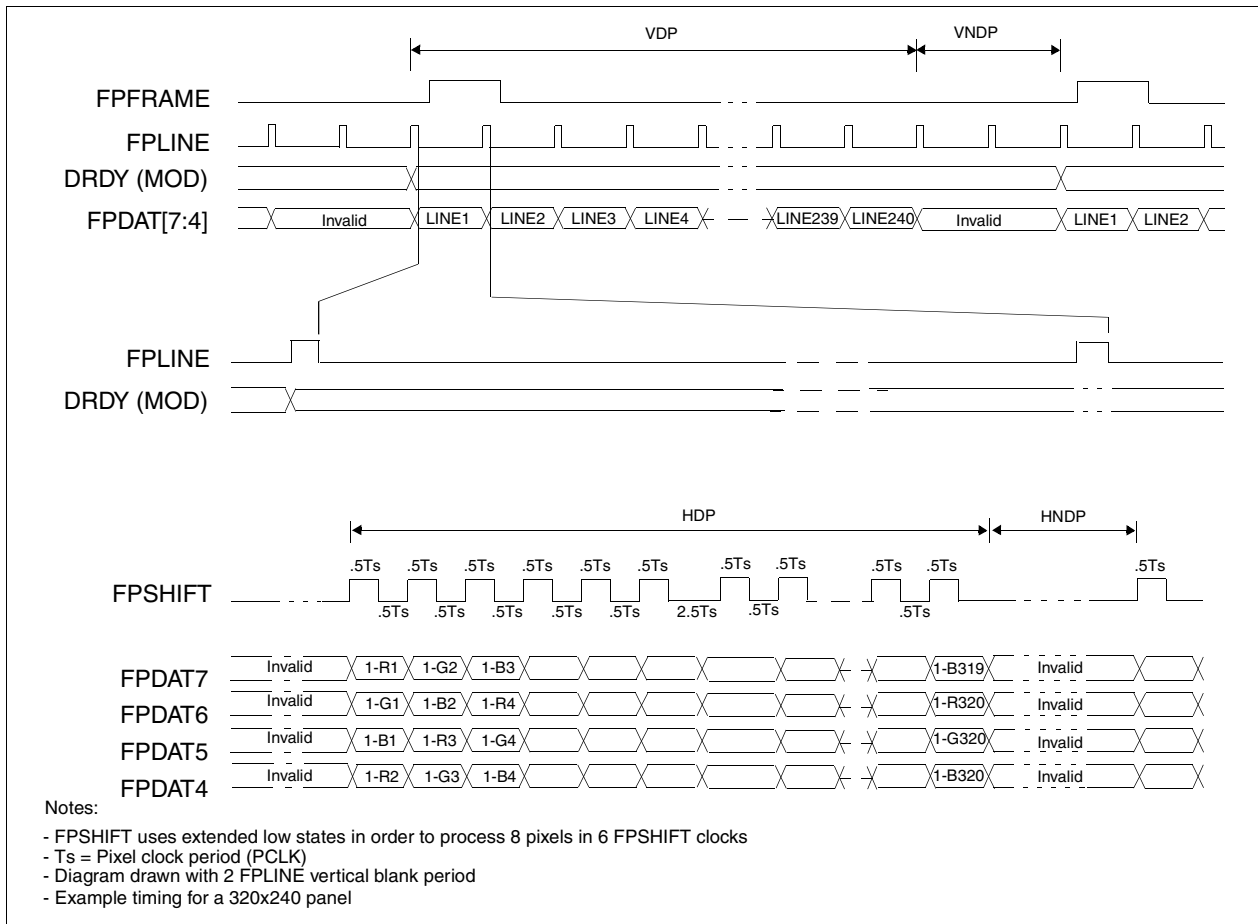 VDP VNDP
FPFRAME
FPLINE
DRDY (MOD)
FPDAT[7:4] Invalid LINE1 LINE2 LINE3 LINE4 LINE239 LINE240 Invalid LINE1 LINE2
FPLINE
DRDY (MOD)
HDP HNDP
.5Ts .5Ts .5Ts .5Ts .5Ts .5Ts .5Ts .5Ts .5Ts .5Ts .5Ts
FPSHIFT
.5Ts .5Ts .5Ts .5Ts .5Ts 2.5Ts .5Ts .5Ts
FPDAT7 Invalid 1-R1 1-G2 1-B3 1-B319 Invalid
FPDAT6 Invalid 1-G1 1-B2 1-R4 1-R320 Invalid
FPDAT5 Invalid 1-B1 1-R3 1-G4 1-G320 Invalid
FPDAT4 Invalid 1-R2 1-G3 1-B4 1-B320 Invalid
Notes:
- FPSHIFT uses extended low states in order to process 8 pixels in 6 FPSHIFT clocks
- Ts = Pixel clock period (PCLK)
- Diagram drawn with 2 FPLINE vertical blank period
- Example timing for a 320x240 panel